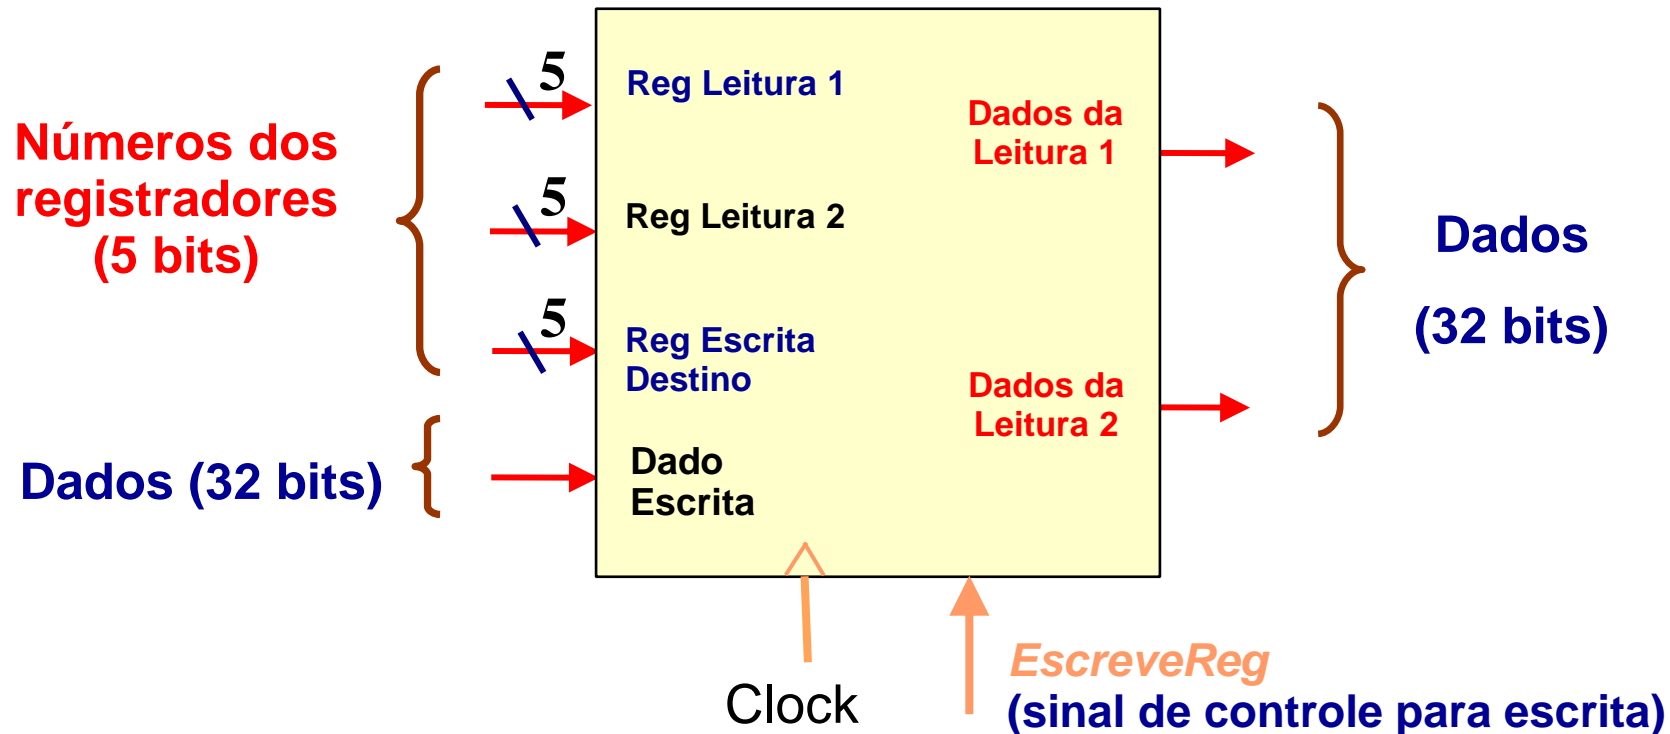 Números dos
registradores
(5 bits)
Dados (32 bits)
5
5
5
Reg Leitura 1
Reg Leitura 2
Reg Escrita
Destino
Dado
Escrita
Dados da
Leitura 1
Dados da
Leitura 2
Dados
(32 bits)
Clock
EscreveReg
(sinal de controle para escrita)